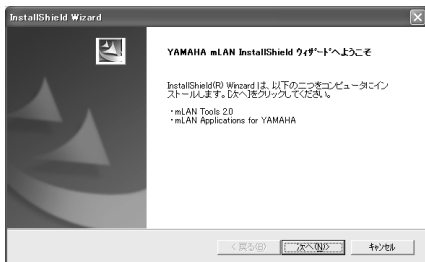 InstallShield Wizard
YAMAHA mLAN InstallShield ウィザードへようこそ
InstallShield(R) Winzard は、以下の二つをコンピュータにイン
ストールします。[次へ]をクリックしてください。
・mLAN Tools 2.0
・mLAN Applications for YAMAHA
< 戻る(B) 次へ(N)> キャンセル